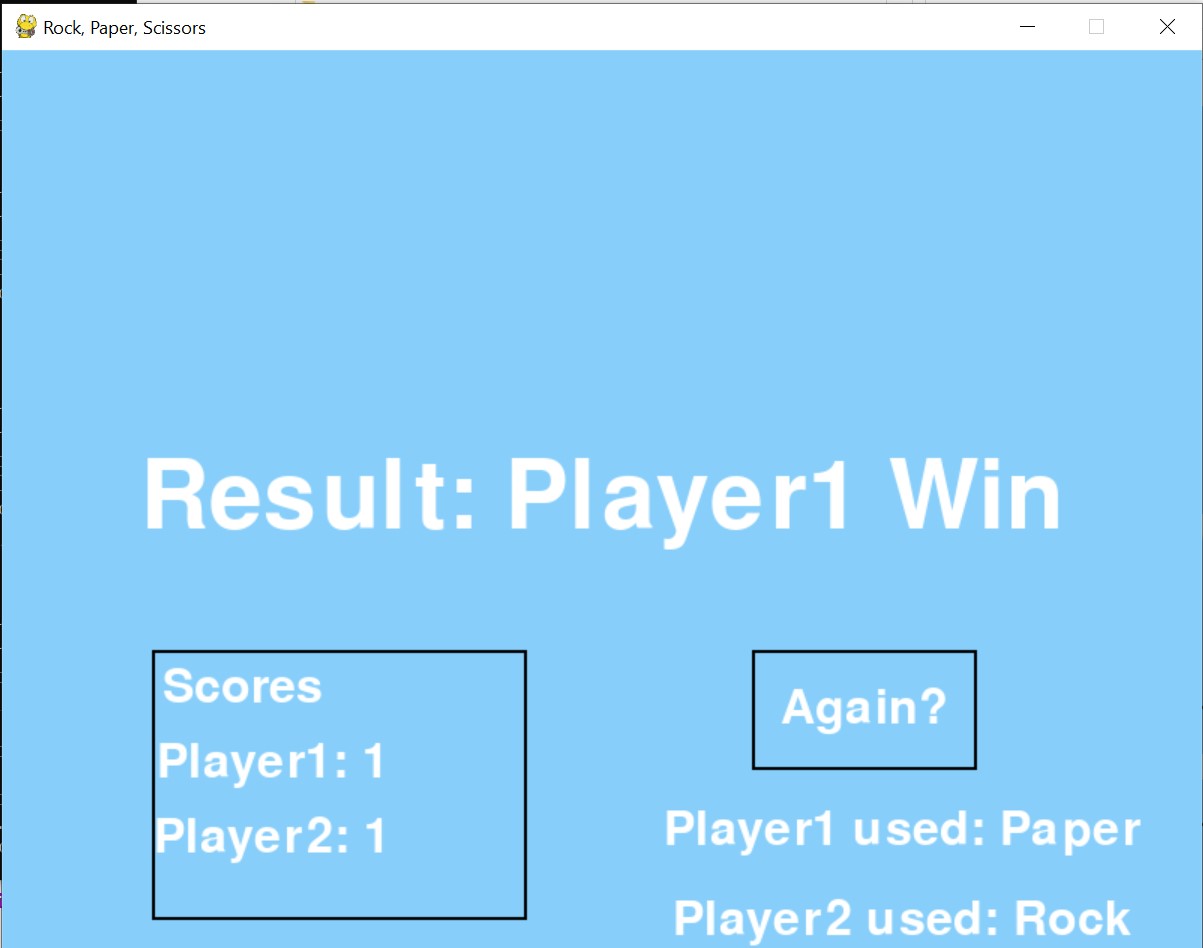 Rock, Paper, Scissors
Result: Player1 Win
Scores
Player1: 1
Player2: 1
Again?
Player1 used: Paper
Player2 used: Rock